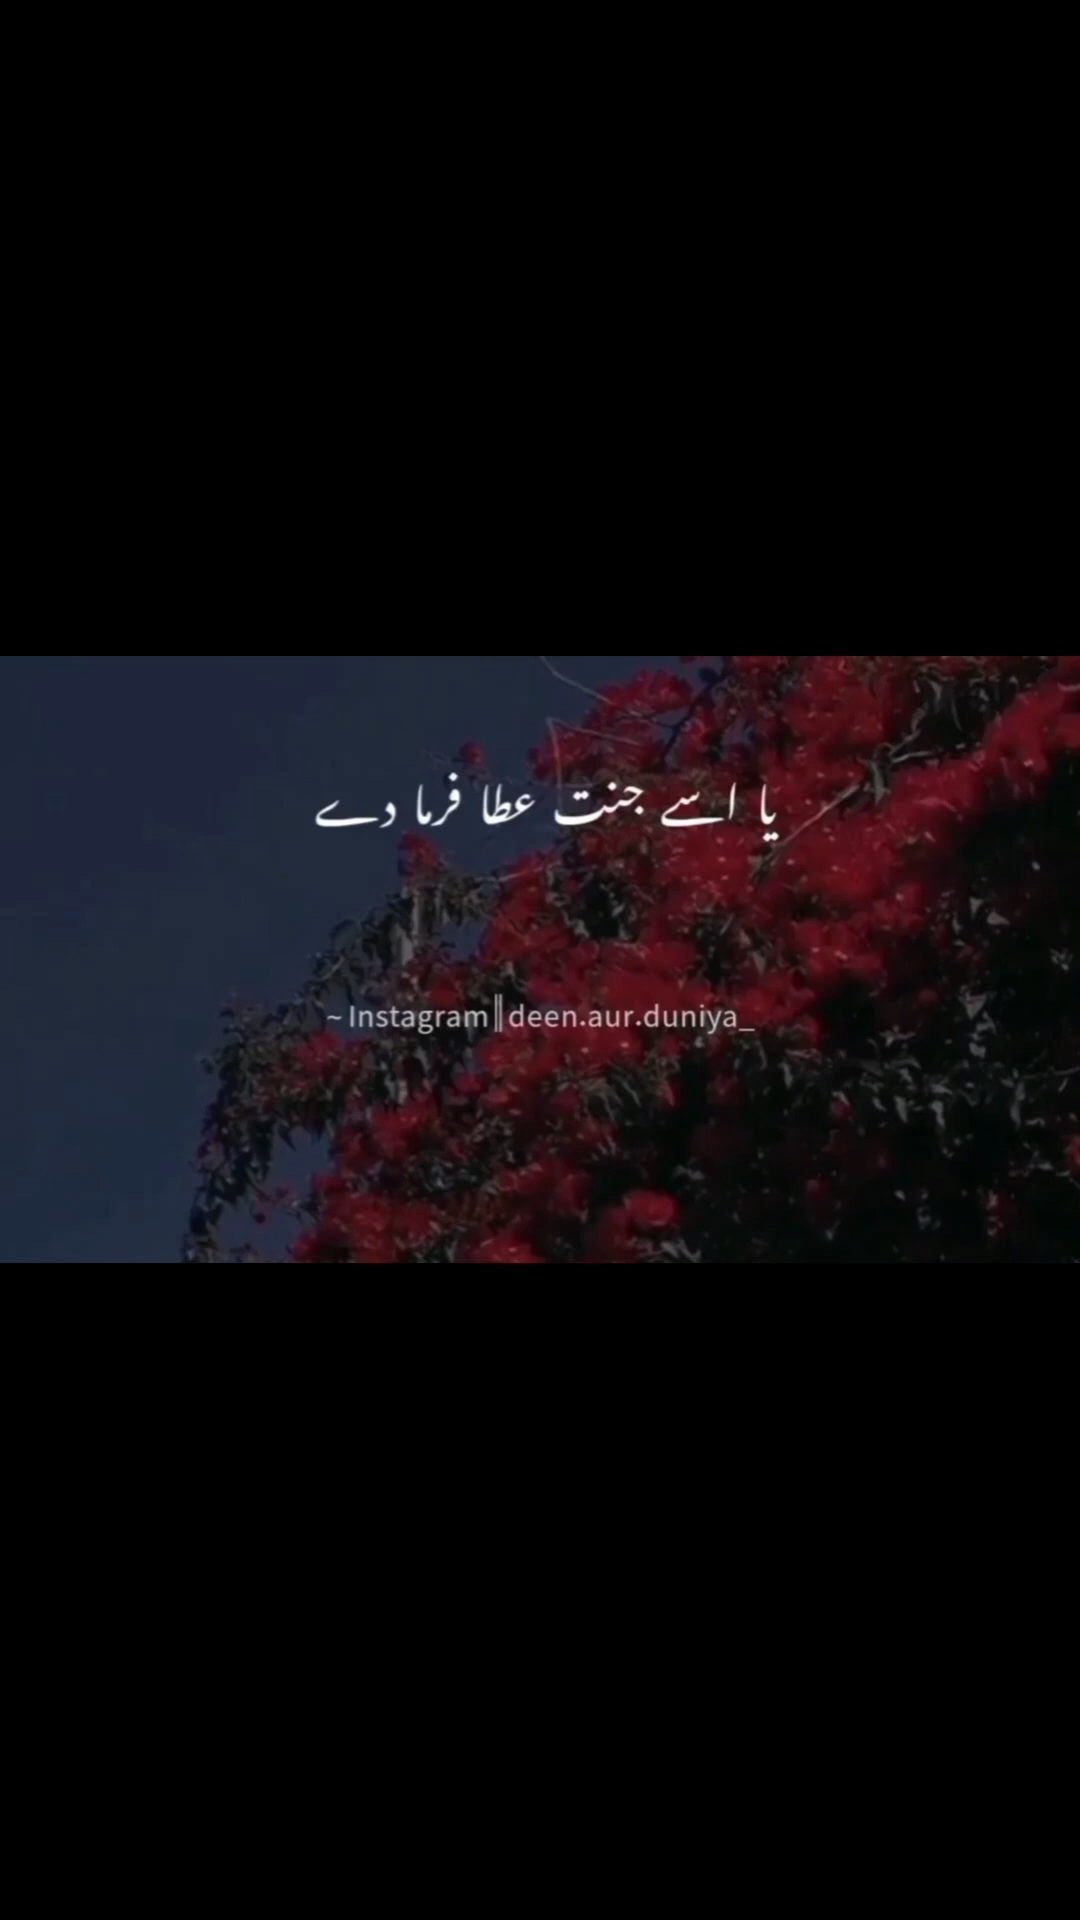 یا اسے جنت عطا فرما دے
~Instagram‖deen.aur.duniya_